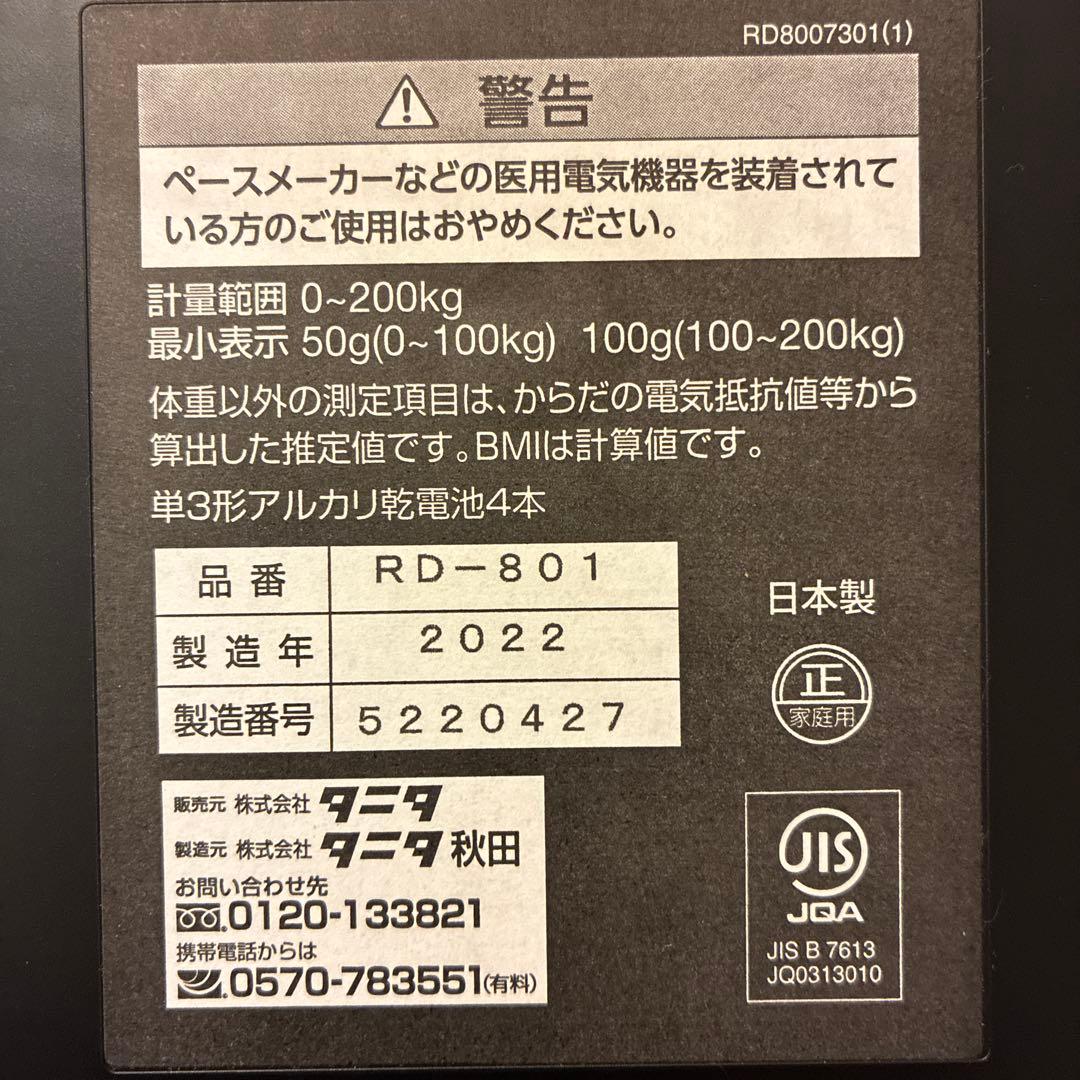 RD8007301(1)
警告
ペースメーカーなどの医用電気機器を装着されて
いる方のご使用はおやめください。
計量範囲 0~200kg
最小表示 50g(0~100kg) 100g(100~200kg)
体重以外の測定項目は、からだの電気抵抗値等から
算出した推定値です。BMIは計算値です。
単3形アルカリ乾電池4本
品番 RD-801
製造年 2022
製造番号 5220427
日本製
正
家庭用
販売元 株式会社 タニタ
製造元 株式会社 タニタ 秋田
お問い合わせ先
0120-133821
携帯電話からは
0570-783551(有料)
JIS
JQA
JIS B 7613
JQ0313010